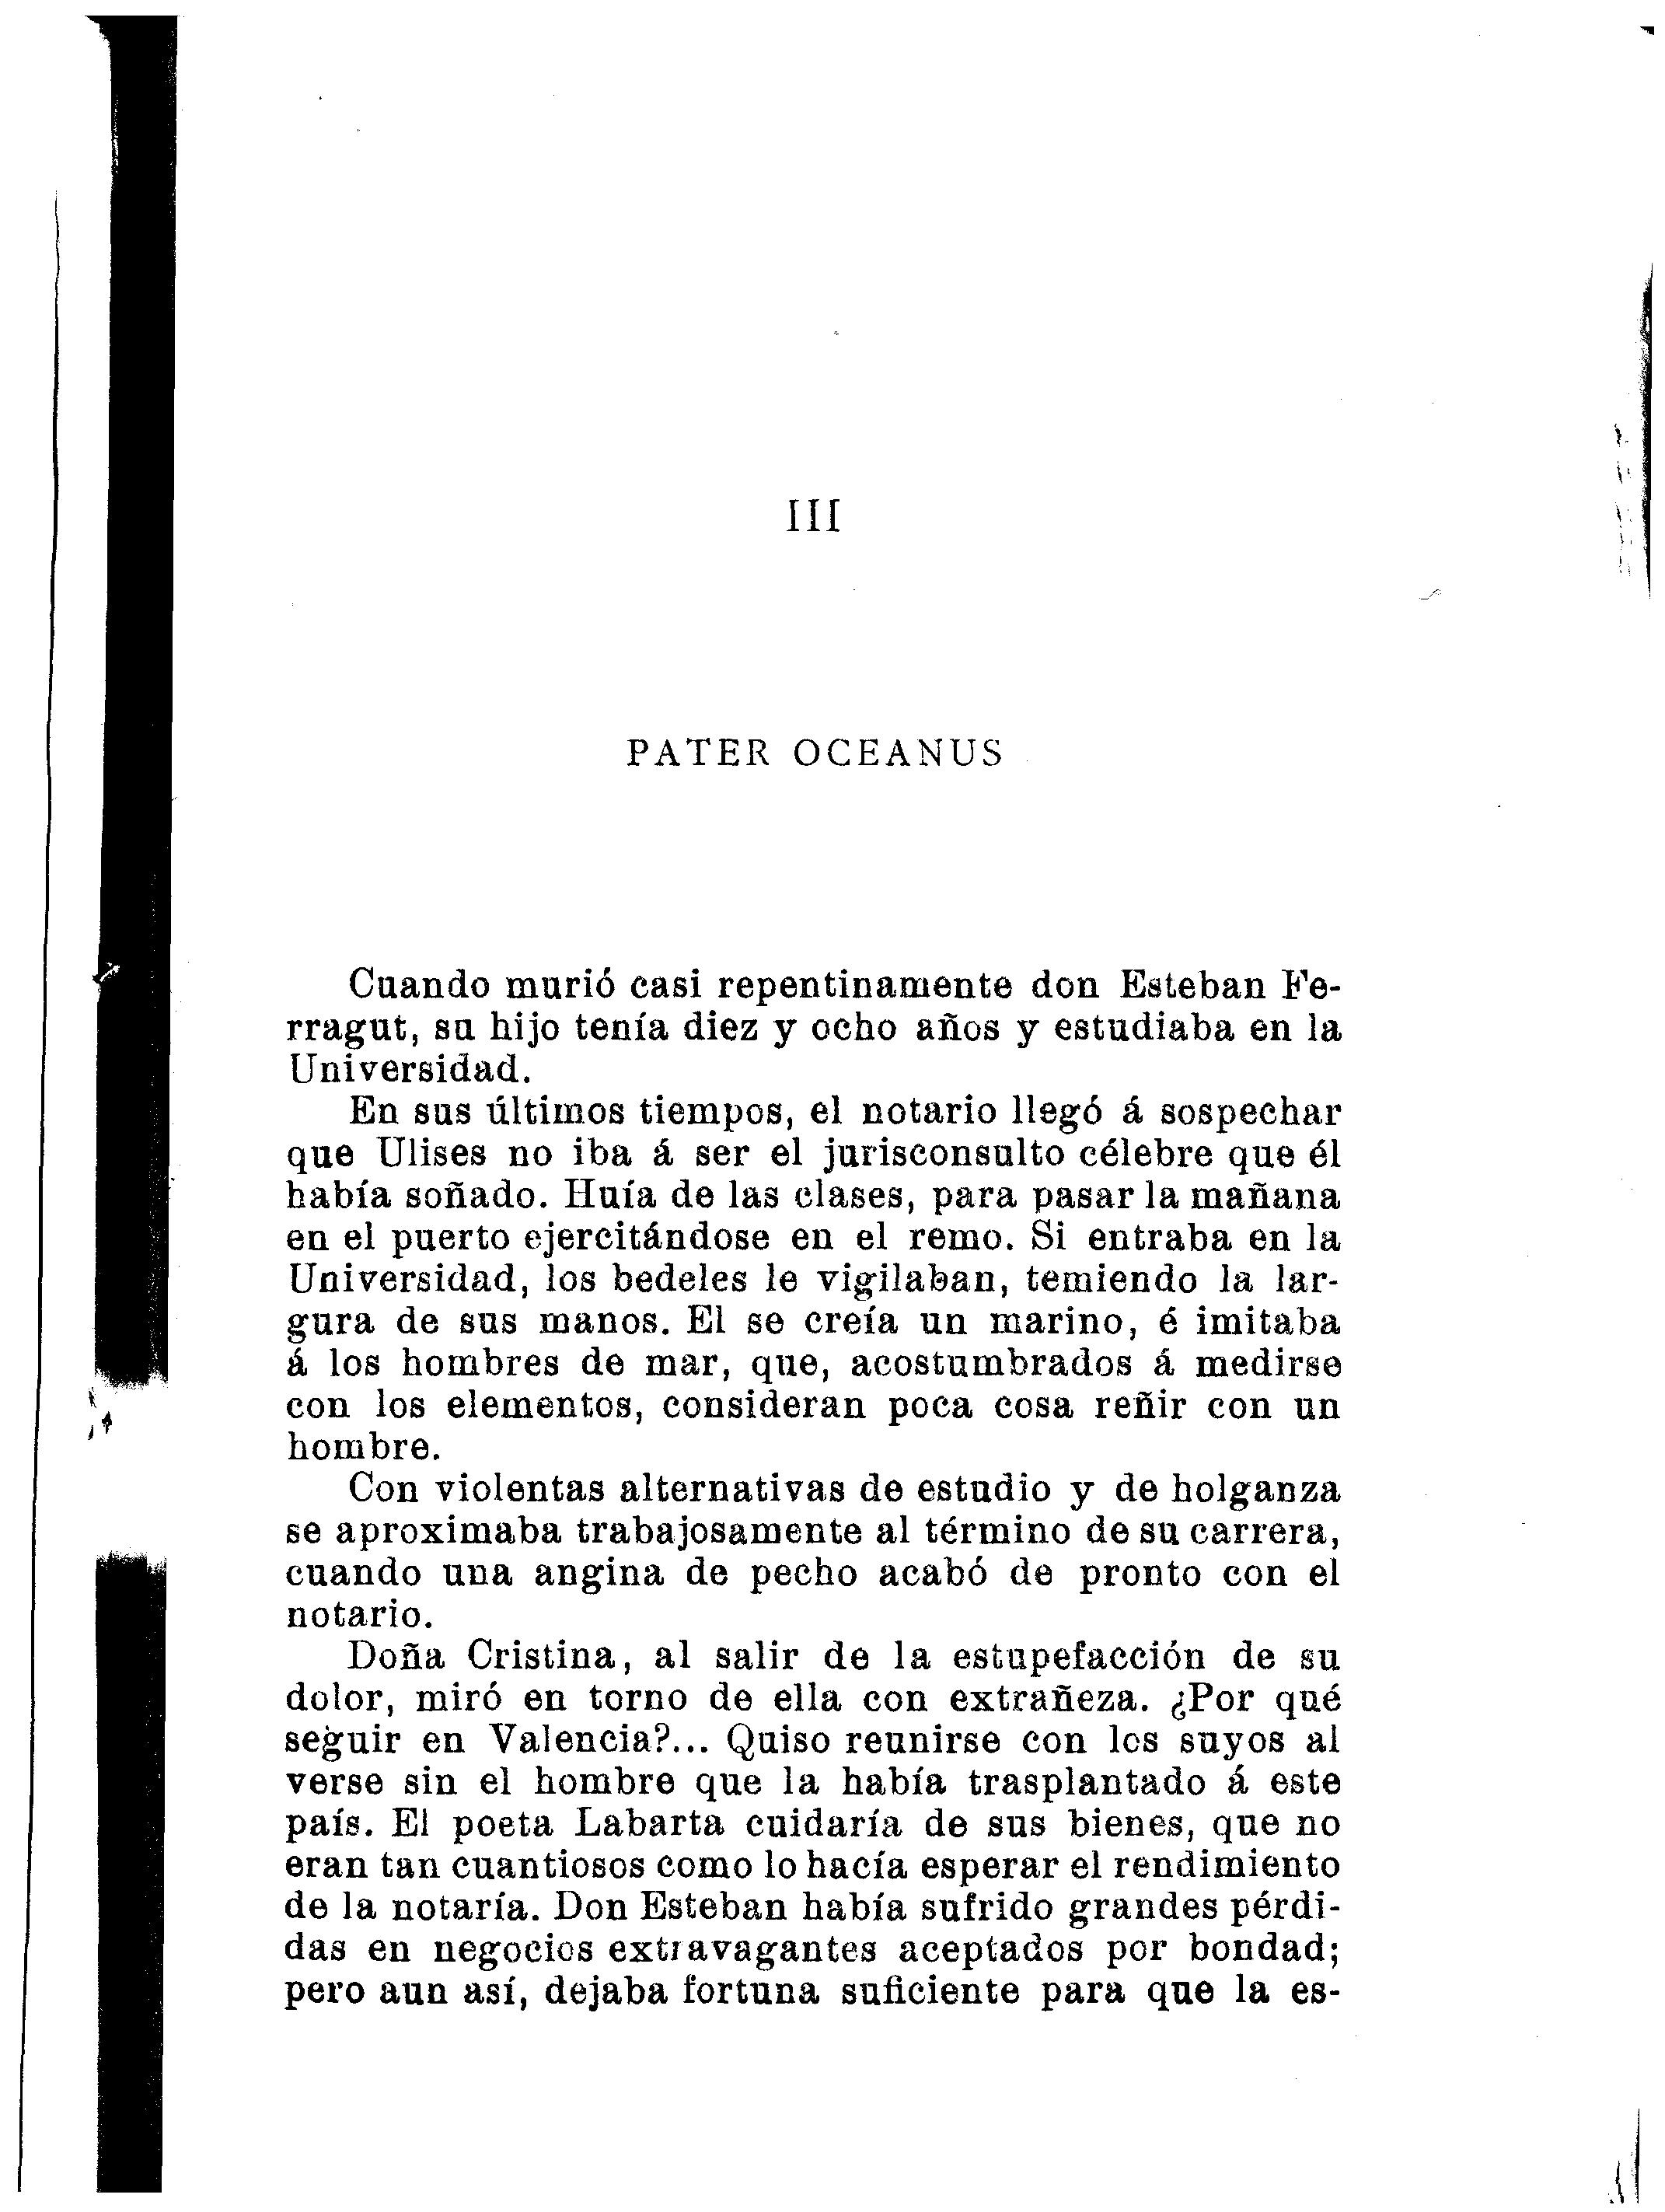 III
PATER OCEANUS
Cuando murió casi repentinamente don Esteban Fe-
rragut, su hijo tenía diez y ocho años y estudiaba en la
Universidad.
En sus últimos tiempos, el notario llegó á sospechar
que Ulises no iba á ser el jurisconsulto célebre que él
había soñado. Huía de las clases, para pasar la mañana
en el puerto ejercitándose en el remo. Si entraba en la
Universidad, los bedeles le vigilaban, temiendo la lar-
gura de sus manos. El se creía un marino, é imitaba
á los hombres de mar, que, acostumbrados á medirse
con los elementos, consideran poca cosa reñir con un
hombre.
Con violentas alternativas de estudio y de holganza
se aproximaba trabajosamente al término de su carrera,
cuando una angina de pecho acabó de pronto con el
notario.
Doña Cristina, al salir de la estupefacción de su
dolor, miró en torno de ella con extrañeza. ¿Por qué
seguir en Valencia?... Quiso reunirse con los suyos al
verse sin el hombre que la había trasplantado á este
país. El poeta Labarta cuidaría de sus bienes, que no
eran tan cuantiosos como lo hacía esperar el rendimiento
de la notaría. Don Esteban había sufrido grandes pérdi-
das en negocios extravagantes aceptados por bondad;
pero aun así, dejaba fortuna suficiente para que la es-